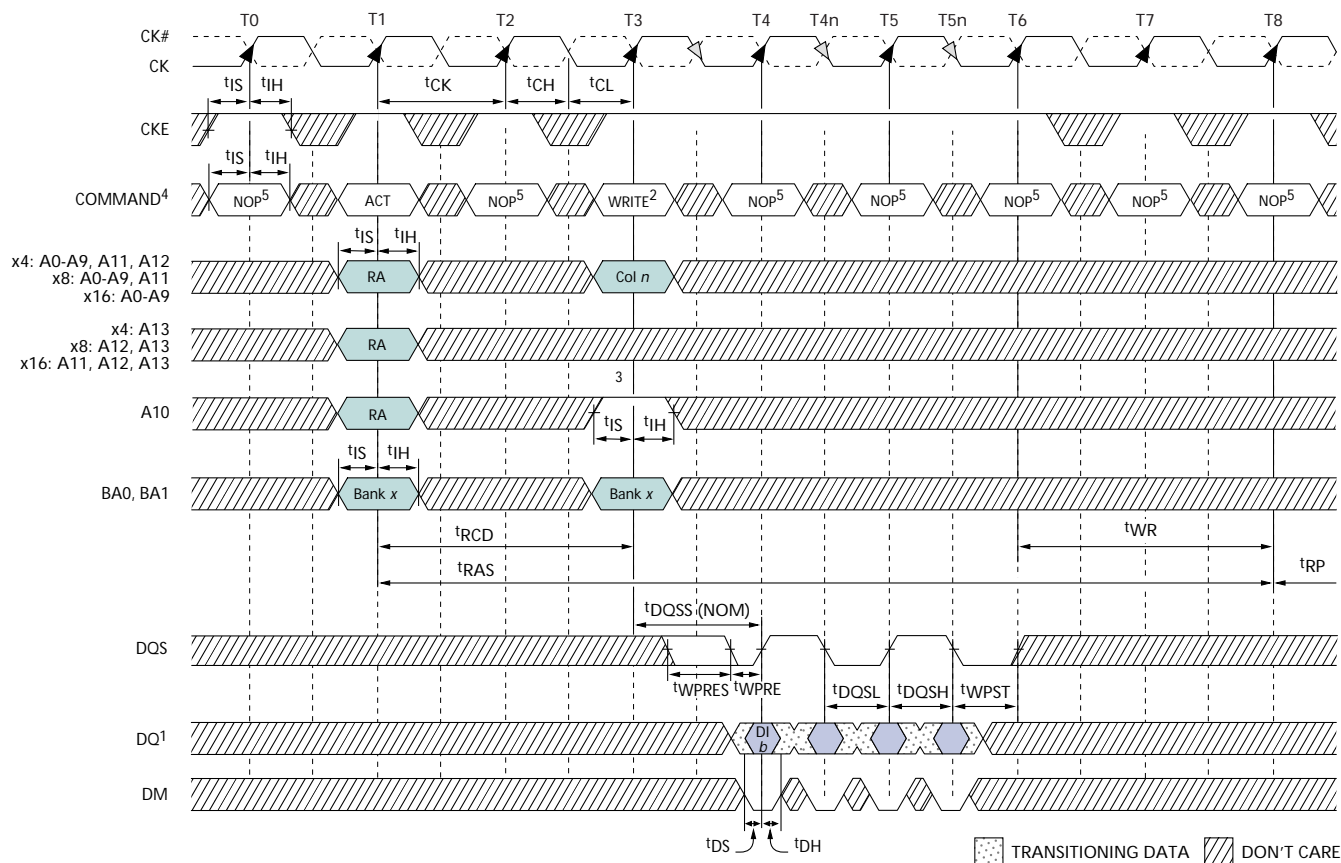 T0 T1 T2 T3 T4 T4n T5 T5n T6 T7 T8
CK#
CK
tIS tIH tCK tCH tCL
CKE
tIS tIH
COMMAND4 NOP5 ACT NOP5 WRITE2 NOP5 NOP5 NOP5 NOP5 NOP5
tIS tIH
x4: A0-A9, A11, A12
x8: A0-A9, A11
x16: A0-A9
RA Col n
x4: A13
x8: A12, A13
x16: A11, A12, A13
RA
3
A10 RA
tIS tIH
tIS tIH
BA0, BA1 Bank x Bank x
tRCD tWR
tRAS tRP
tDQSS (NOM)
DQS
tWPRES tWPRE tDQSL tDQSH tWPST
DQ1 DI
b
DM
tDS tDH
TRANSITIONING DATA DON'T CARE